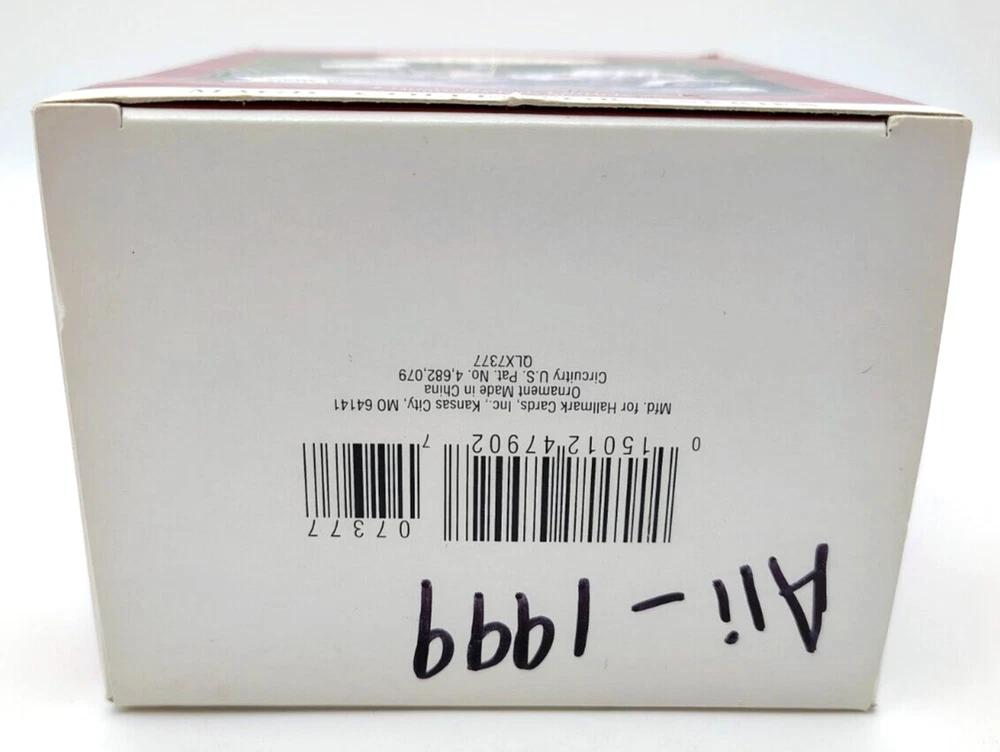 Ali - 1999
07377
0 15012 47902 7
Mfd. for Hallmark Cards, Inc., Kansas City, MO 64141
Ornament Made in China
Circuitry U.S. Pat. No. 4,682,079
QLX7377